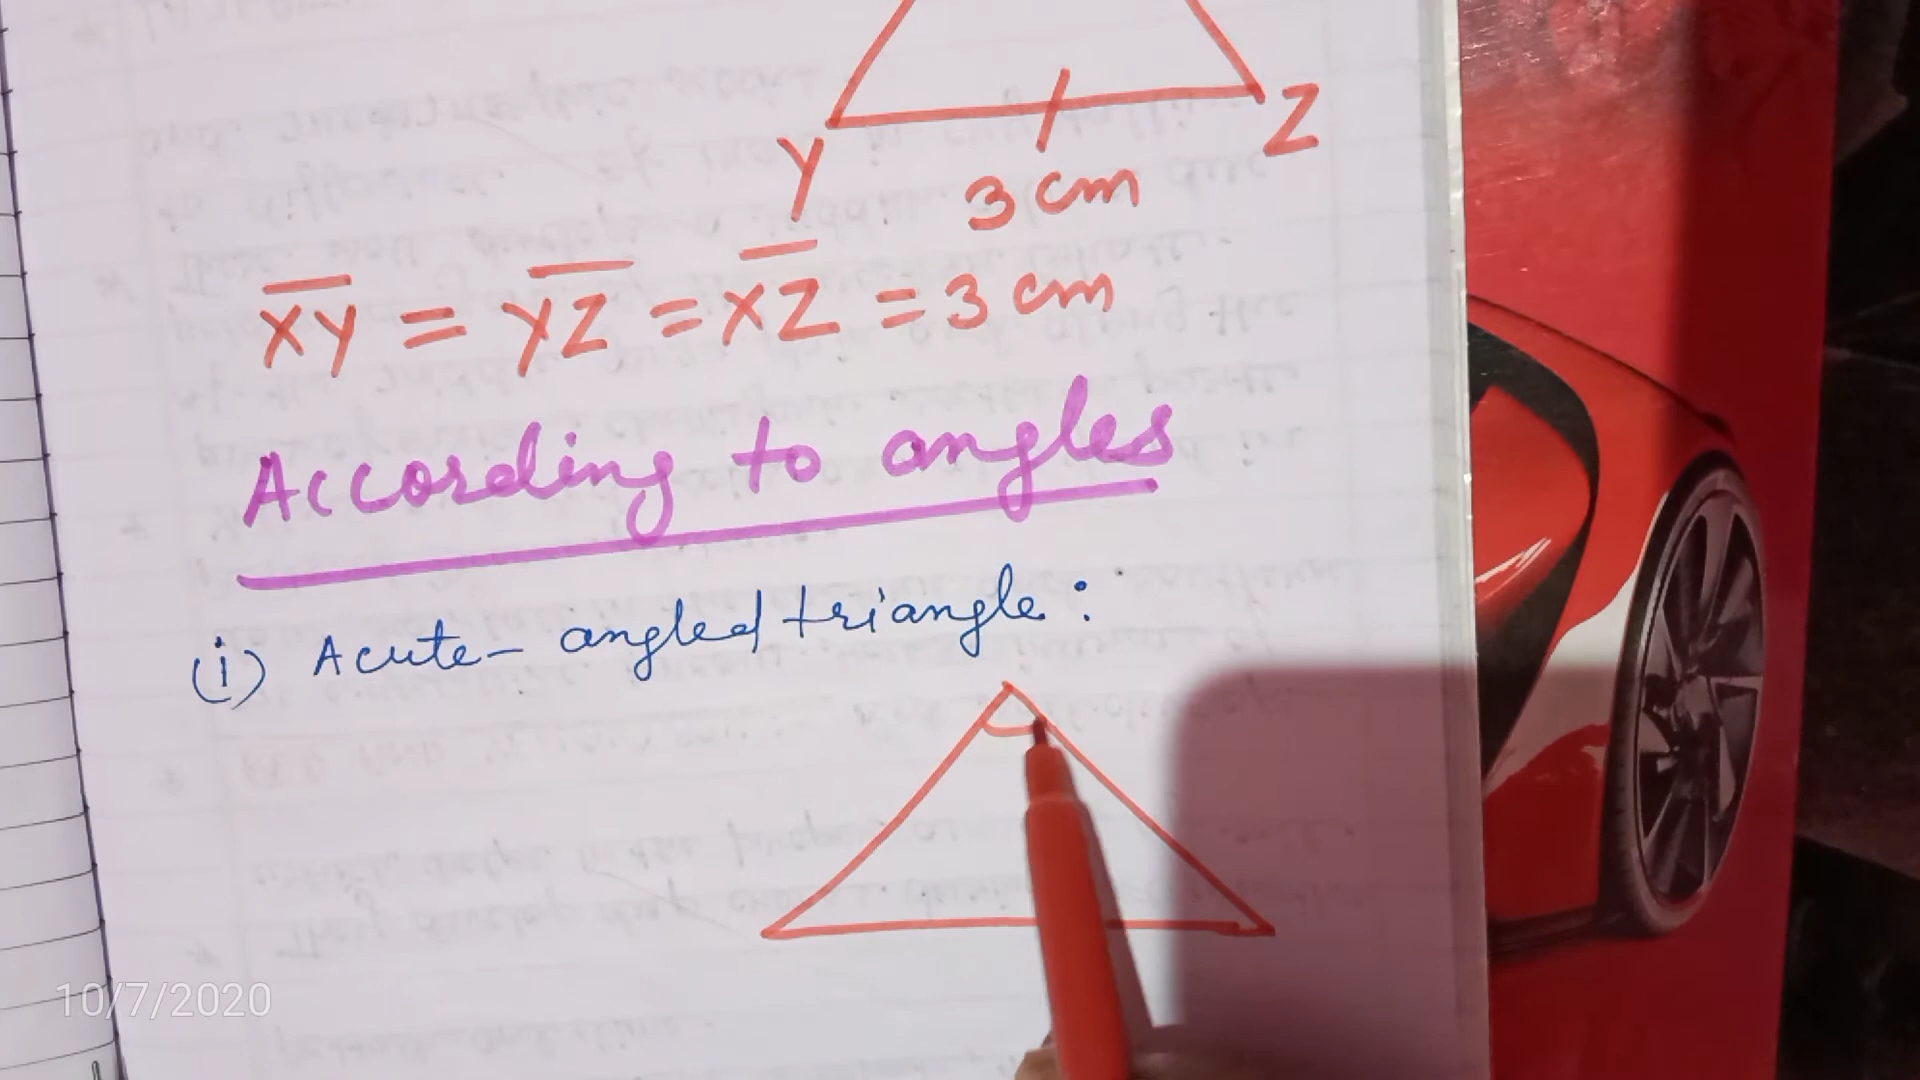 Y
Z
3 cm
XY = YZ = XZ = 3 cm
According to angles
(i) Acute-angled triangle:
10/7/2020